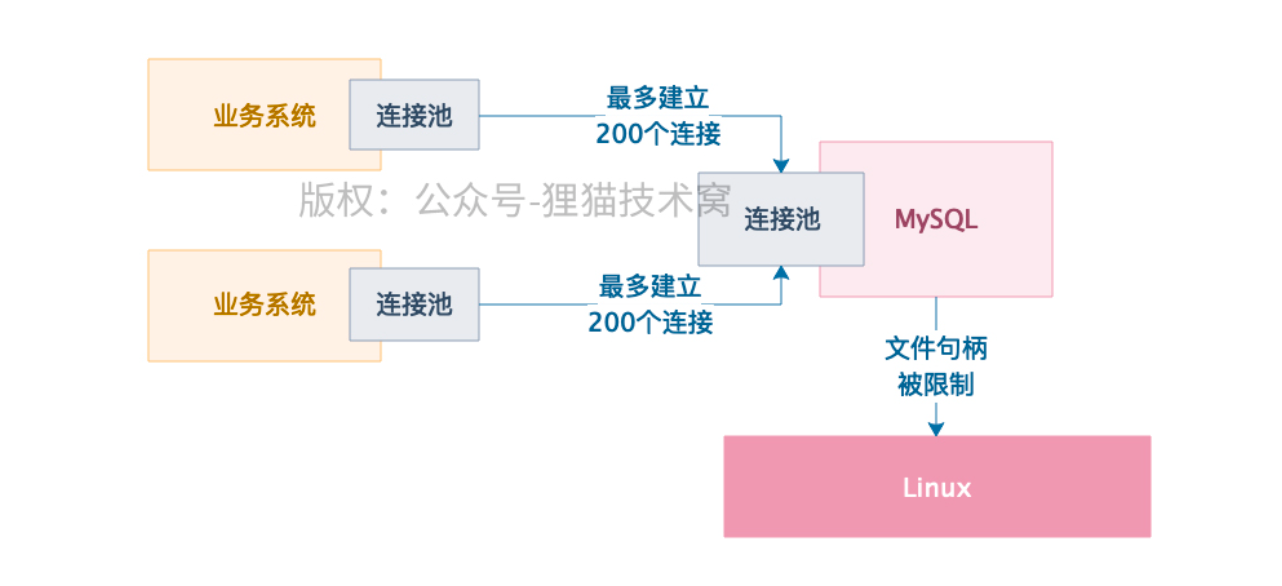 业务系统
连接池
最多建立
200个连接
版权：公众号-狸猫技术窝
连接池
MySQL
业务系统
连接池
最多建立
200个连接
文件句柄
被限制
Linux